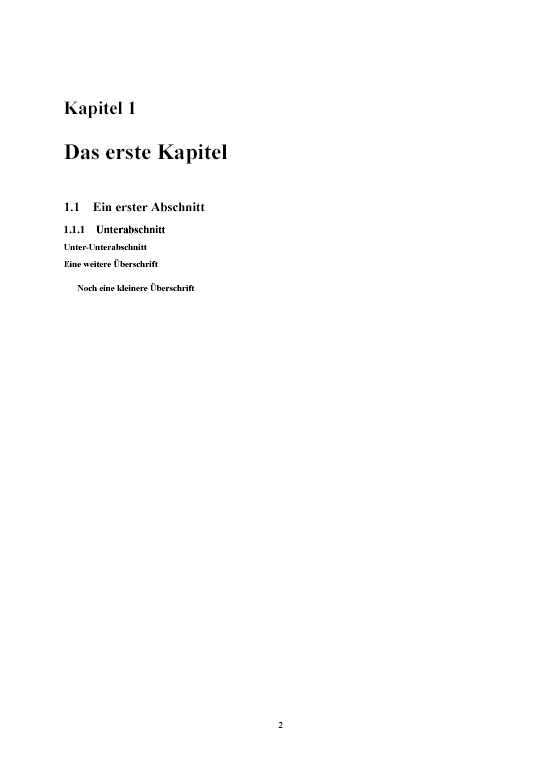 Kapitel 1
Das erste Kapitel
1.1 Ein erster Abschnitt
1.1.1 Unterabschnitt
Unter-Unterabschnitt
Eine weitere Überschrift
Noch eine kleinere Überschrift
2